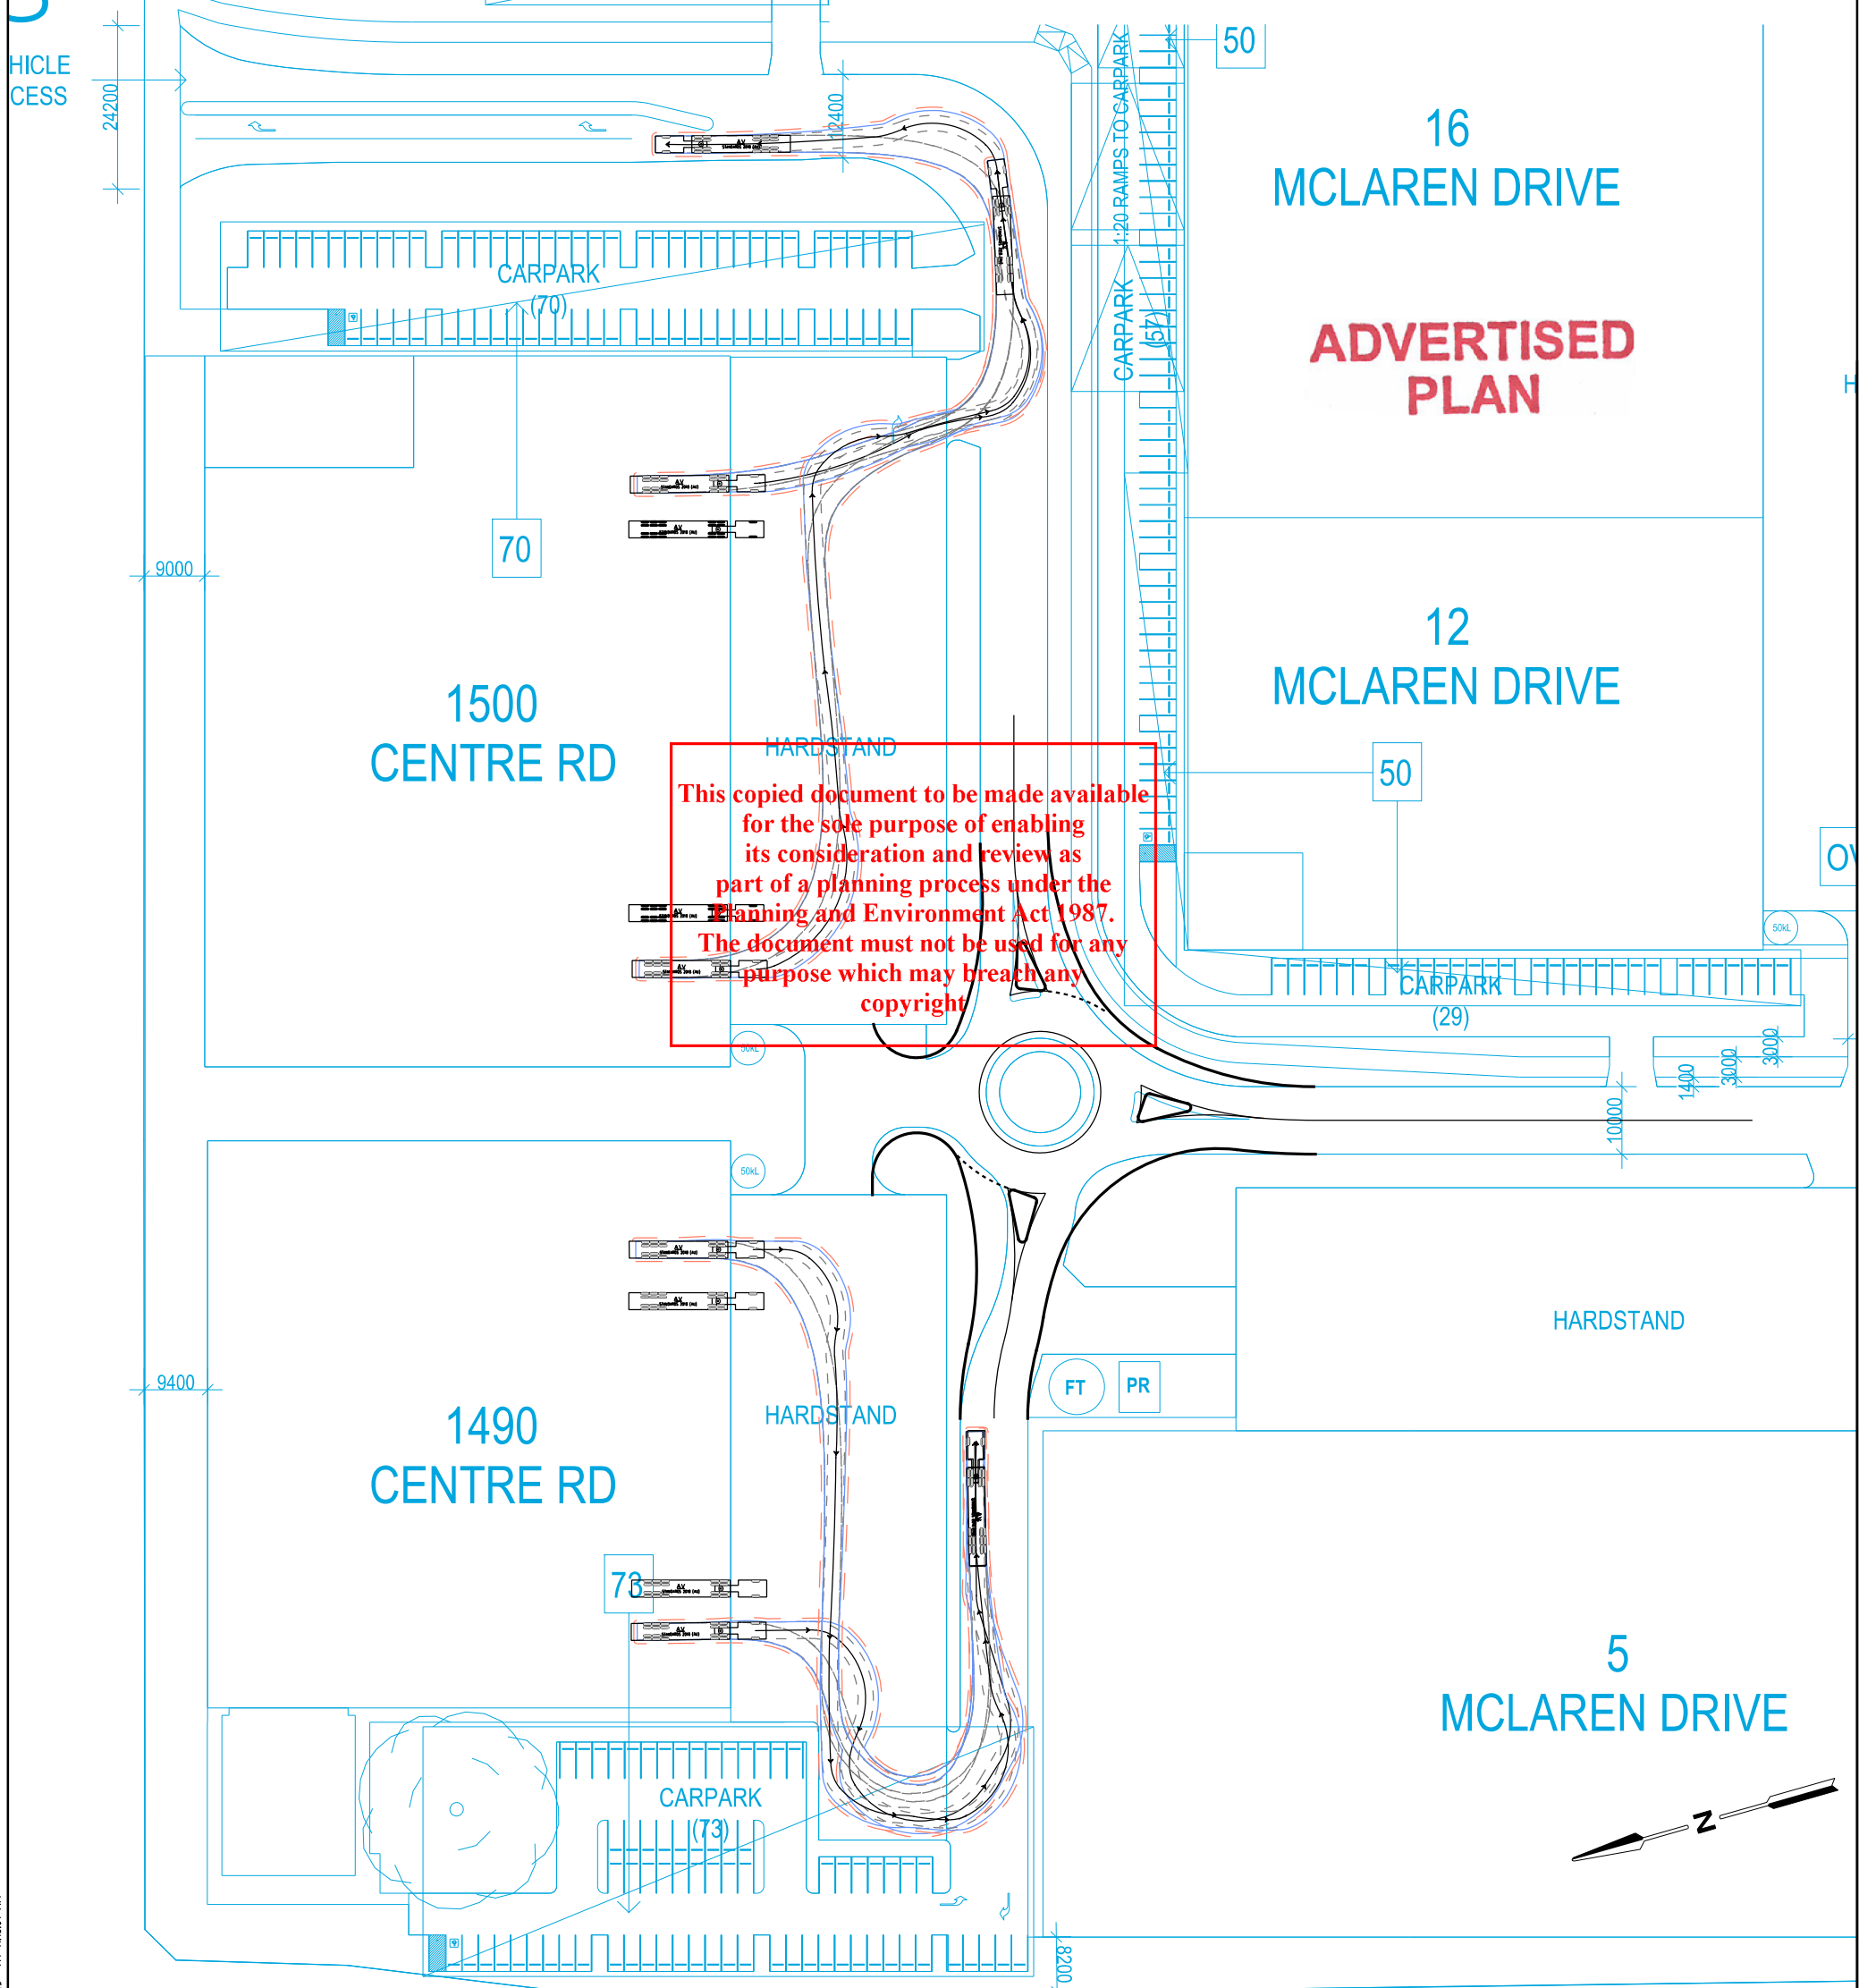 HICLE
CESS
24200
12400
50
1:20 RAMPS TO CARPARK
16
MCLAREN DRIVE
CARPARK
(70)
CARPARK
(57)
ADVERTISED
PLAN
70
9000
12
MCLAREN DRIVE
1500
CENTRE RD
HARDSTAND
50
This copied document to be made available
for the sole purpose of enabling
its consideration and review as
part of a planning process under the
Planning and Environment Act 1987.
The document must not be used for any
purpose which may breach any
copyright
50kL
CARPARK
(29)
50kL
3000
3000
1400
10000
50kL
HARDSTAND
FT
PR
9400
1490
CENTRE RD
HARDSTAND
73
5
MCLAREN DRIVE
CARPARK
(73)
N
8200